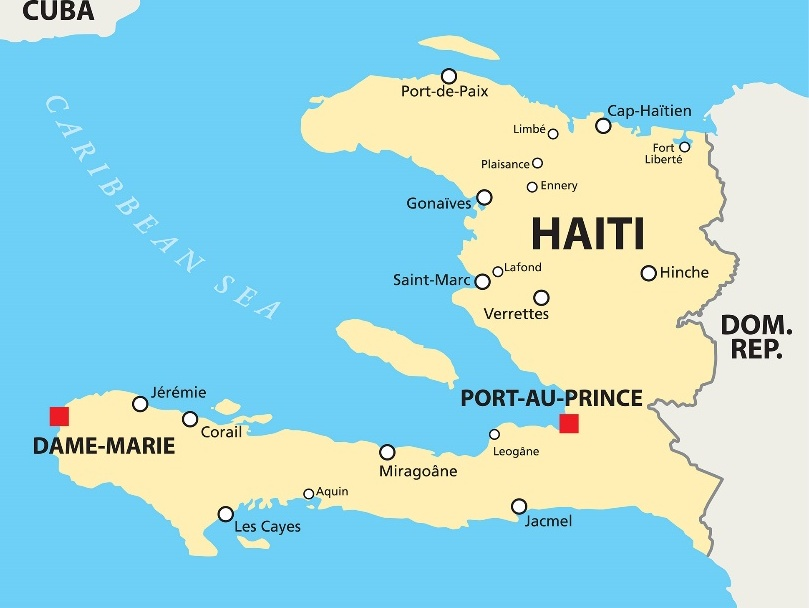 CUBA
CARIBBEAN SEA
Port-de-Paix
Cap-Haïtien
Limbé
Fort
Liberté
Plaisance
Ennery
Gonaïves
HAITI
Lafond
Saint-Marc
Hinche
Verrettes
DOM.
REP.
Jérémie
PORT-AU-PRINCE
Corail
DAME-MARIE
Leogâne
Miragoâne
Aquin
Les Cayes
Jacmel